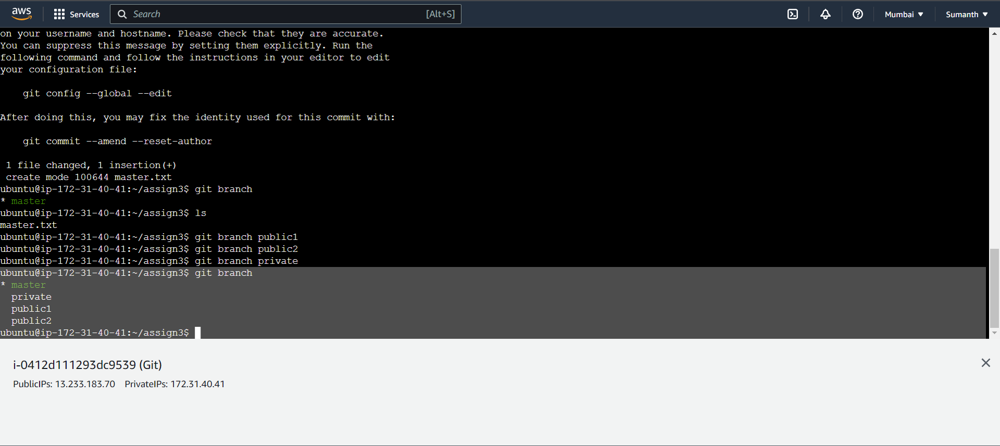 aws Services Search [Alt+S] Mumbai ▼ Sumanth ▼
on your username and hostname. Please check that they are accurate.
You can suppress this message by setting them explicitly. Run the
following command and follow the instructions in your editor to edit
your configuration file:
    git config --global --edit
After doing this, you may fix the identity used for this commit with:
    git commit --amend --reset-author
 1 file changed, 1 insertion(+)
 create mode 100644 master.txt
ubuntu@ip-172-31-40-41:~/assign3$ git branch
* master
ubuntu@ip-172-31-40-41:~/assign3$ ls
master.txt
ubuntu@ip-172-31-40-41:~/assign3$ git branch public1
ubuntu@ip-172-31-40-41:~/assign3$ git branch public2
ubuntu@ip-172-31-40-41:~/assign3$ git branch private
ubuntu@ip-172-31-40-41:~/assign3$ git branch
* master
  private
  public1
  public2
ubuntu@ip-172-31-40-41:~/assign3$
i-0412d111293dc9539 (Git)
PublicIPs: 13.233.183.70 PrivateIPs: 172.31.40.41